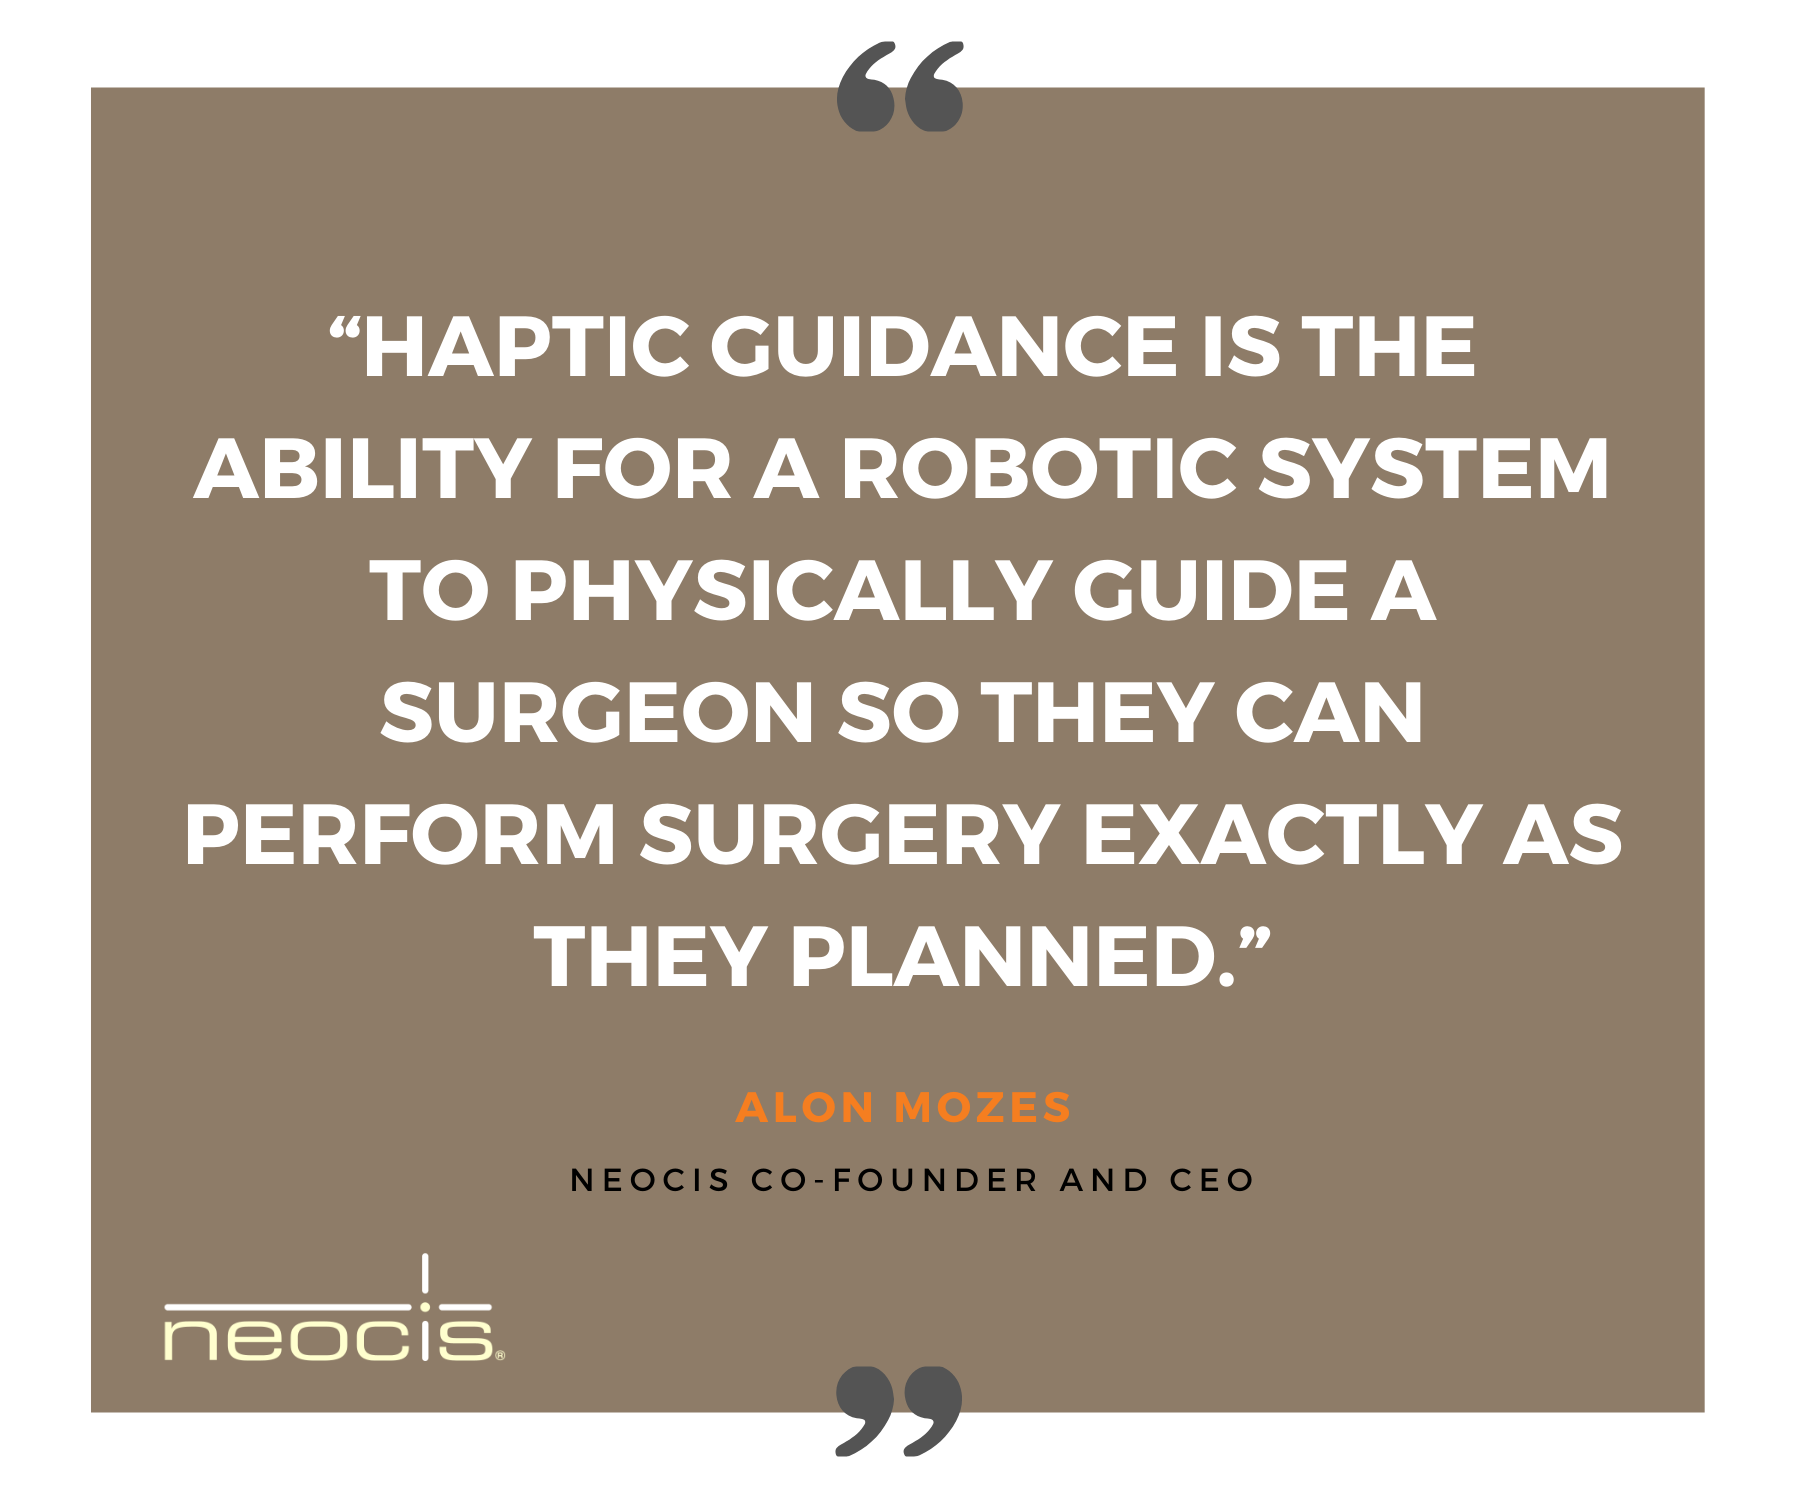 “
“HAPTIC GUIDANCE IS THE
ABILITY FOR A ROBOTIC SYSTEM
TO PHYSICALLY GUIDE A
SURGEON SO THEY CAN
PERFORM SURGERY EXACTLY AS
THEY PLANNED.”
ALON MOZES
NEOCIS CO-FOUNDER AND CEO
neocis®
”